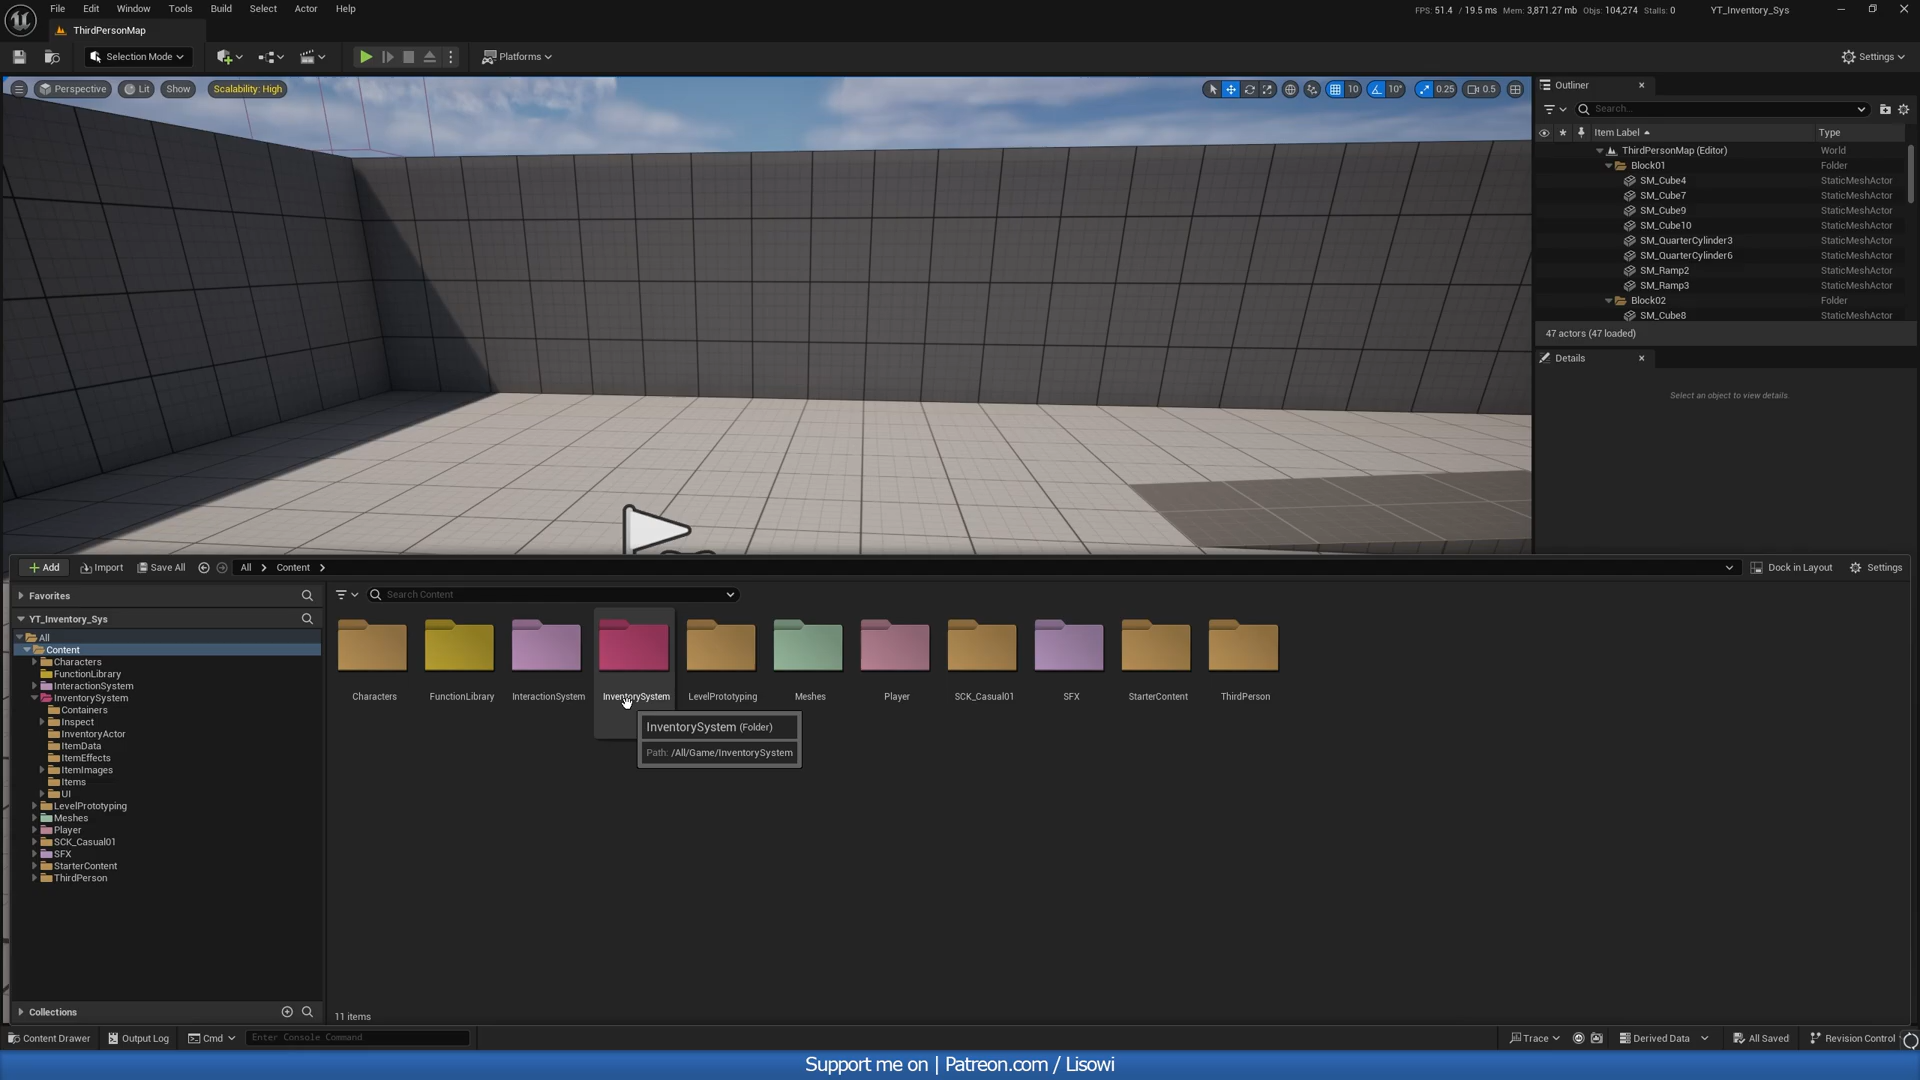 File Edit Window Tools Build Select Actor Help
FPS: 51.4 / 19.5 ms Mem: 3,871.27 mb Objs: 104,274 Stalls: 0 YT_Inventory_Sys
ThirdPersonMap
Selection Mode Platforms Settings
Perspective Lit Show Scalability: High 10 10° 0.25 0.5
Outliner
Search...
Item Label Type
ThirdPersonMap (Editor) World
Block01 Folder
SM_Cube4 StaticMeshActor
SM_Cube7 StaticMeshActor
SM_Cube9 StaticMeshActor
SM_Cube10 StaticMeshActor
SM_QuarterCylinder3 StaticMeshActor
SM_QuarterCylinder6 StaticMeshActor
SM_Ramp2 StaticMeshActor
SM_Ramp3 StaticMeshActor
Block02 Folder
SM_Cube8 StaticMeshActor
47 actors (47 loaded)
Details
Select an object to view details.
Add Import Save All All Content Dock in Layout Settings
Favorites
YT_Inventory_Sys
All
Content
Characters
FunctionLibrary
InteractionSystem
InventorySystem
Containers
Inspect
InventoryActor
ItemData
ItemEffects
ItemImages
Items
UI
LevelPrototyping
Meshes
Player
SCK_Casual01
SFX
StarterContent
ThirdPerson
Collections
Search Content
Characters FunctionLibrary InteractionSystem InventorySystem LevelPrototyping Meshes Player SCK_Casual01 SFX StarterContent ThirdPerson
InventorySystem (Folder)
Path: /All/Game/InventorySystem
11 items
Content Drawer Output Log Cmd Enter Console Command Trace Derived Data All Saved Revision Control
Support me on | Patreon.com / Lisowi